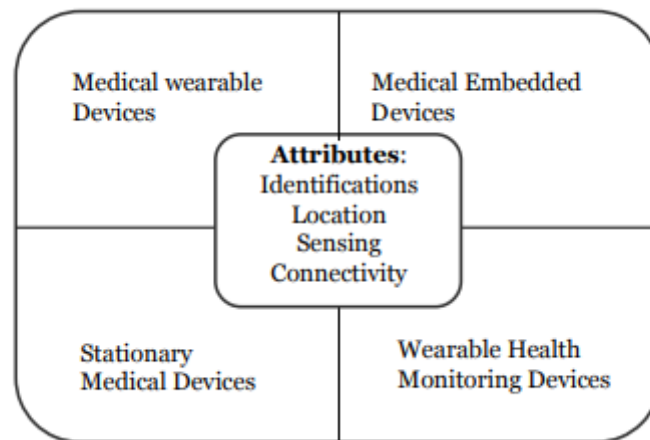 Medical wearable
Devices
Medical Embedded
Devices
Attributes:
Identifications
Location
Sensing
Connectivity
Stationary
Medical Devices
Wearable Health
Monitoring Devices